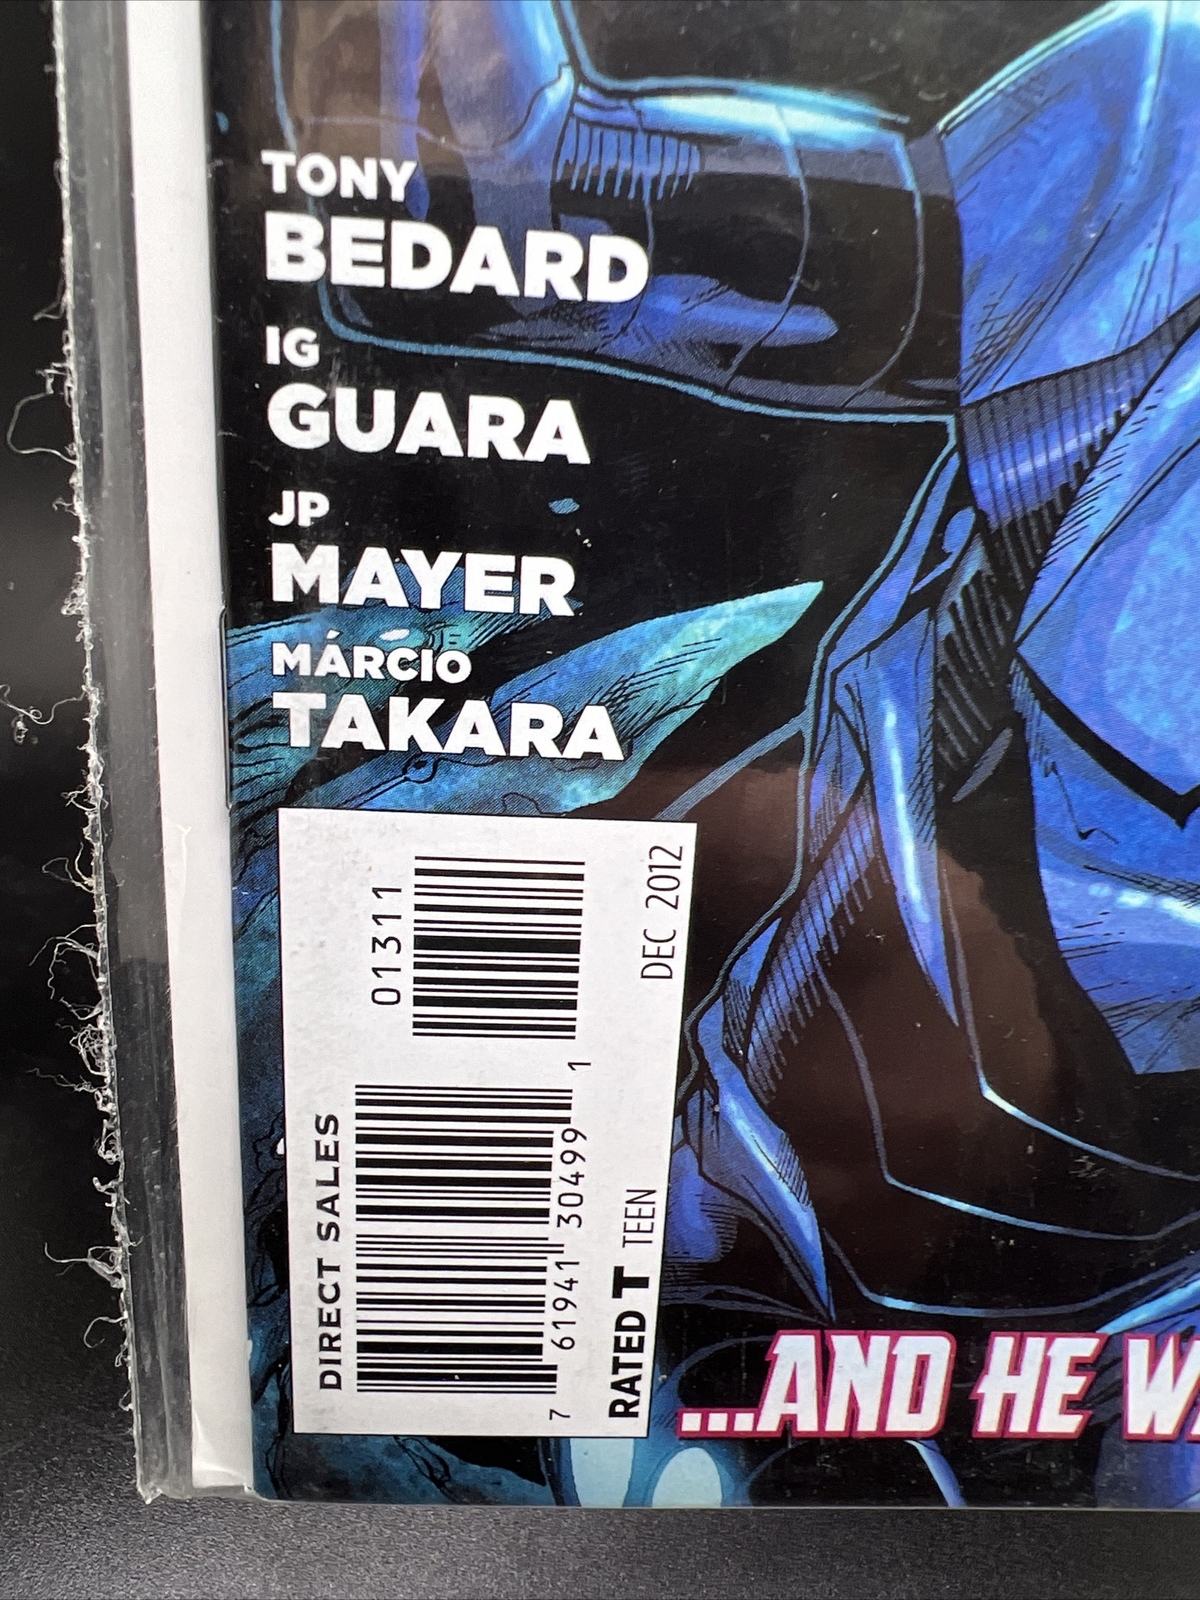 TONY
BEDARD
IG
GUARA
JP
MAYER
MÁRCIO
TAKARA
DIRECT SALES
01311
7 61941 30499 1
RATED T TEEN
DEC 2012
...AND HE